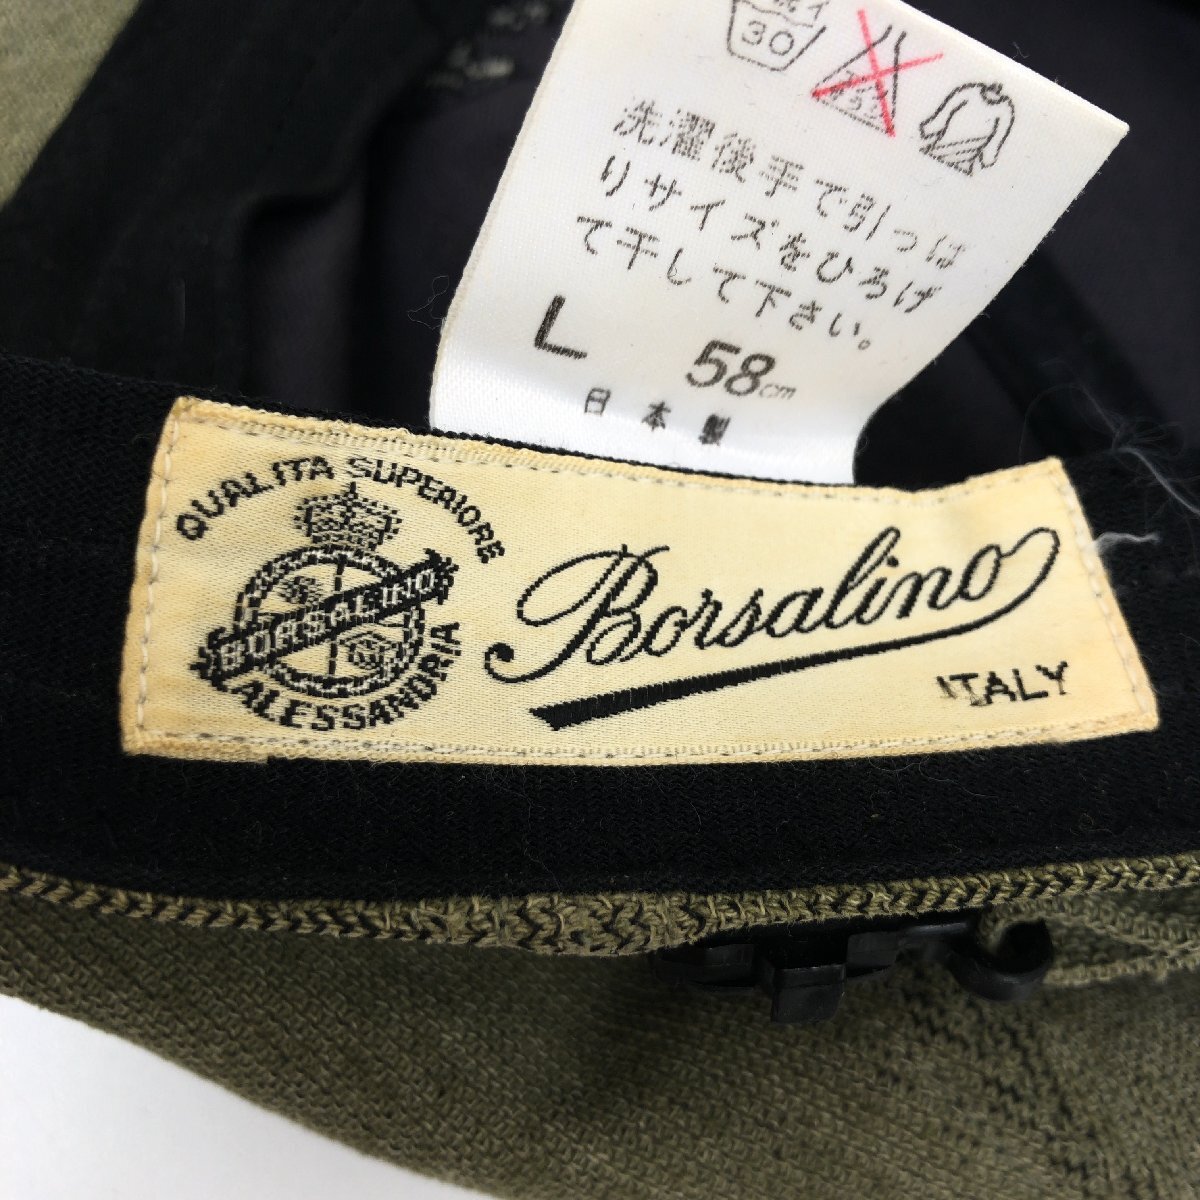 30
洗濯後手で引っぱ
りサイズをひろげ
て干して下さい。
L 58cm
日本製
QUALITA SUPERIORE
BORSALINO
ALESSANDRIA
Borsalino
ITALY